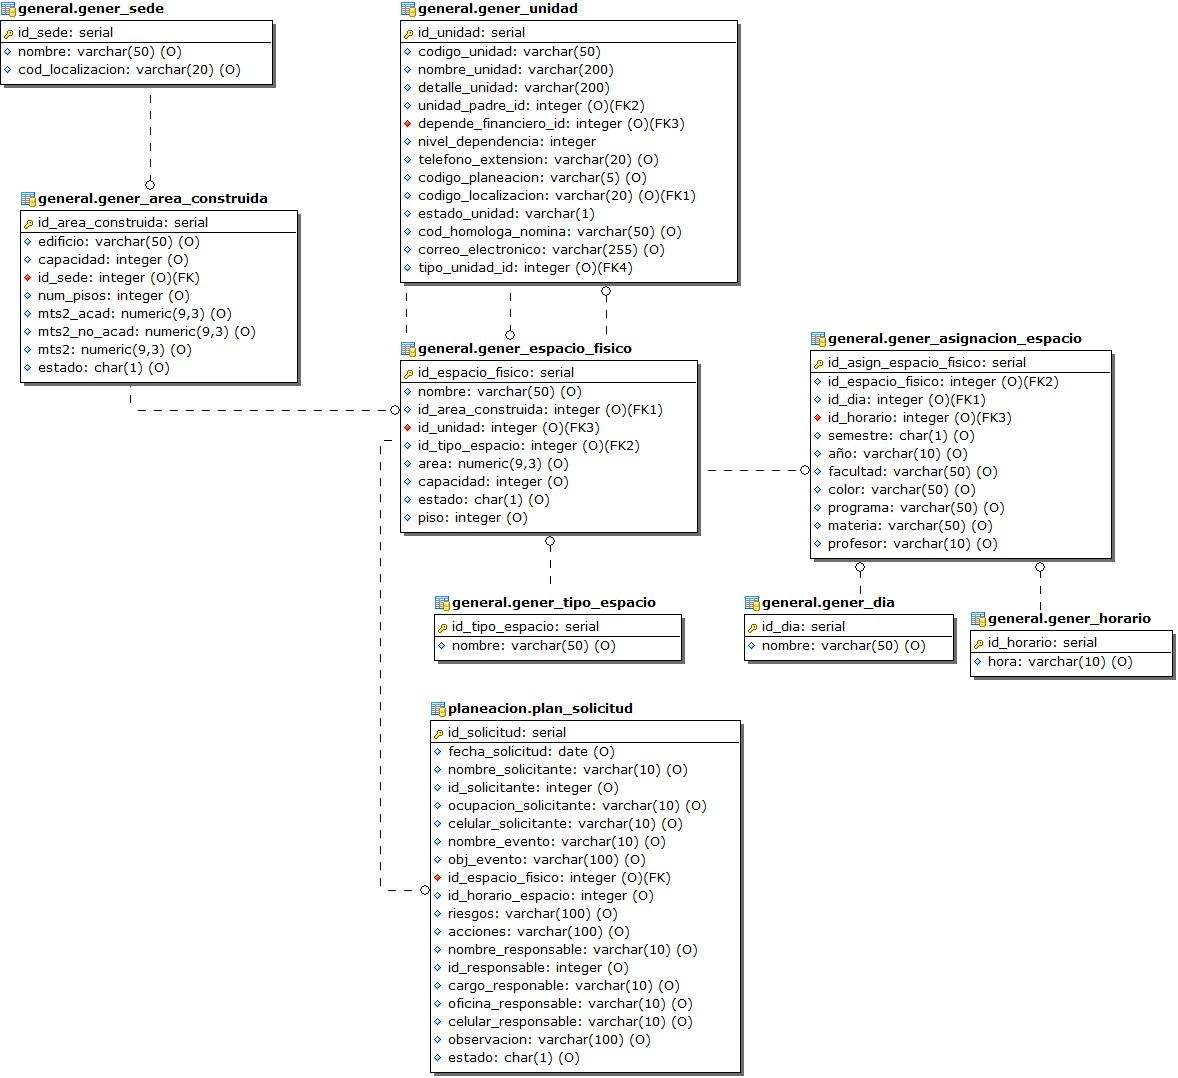 general.gener_sede
id_sede: serial
nombre: varchar(50) (O)
cod_localizacion: varchar(20) (O)
general.gener_unidad
id_unidad: serial
codigo_unidad: varchar(50)
nombre_unidad: varchar(200)
detalle_unidad: varchar(200)
unidad_padre_id: integer (O)(FK2)
depende_financiero_id: integer (O)(FK3)
nivel_dependencia: integer
telefono_extension: varchar(20) (O)
codigo_planeacion: varchar(5) (O)
codigo_localizacion: varchar(20) (O)(FK1)
estado_unidad: varchar(1)
cod_homologa_nomina: varchar(50) (O)
correo_electronico: varchar(255) (O)
tipo_unidad_id: integer (O)(FK4)
general.gener_area_construida
id_area_construida: serial
edificio: varchar(50) (O)
capacidad: integer (O)
id_sede: integer (O)(FK)
num_pisos: integer (O)
mts2_acad: numeric(9,3) (O)
mts2_no_acad: numeric(9,3) (O)
mts2: numeric(9,3) (O)
estado: char(1) (O)
general.gener_espacio_fisico
id_espacio_fisico: serial
nombre: varchar(50) (O)
id_area_construida: integer (O)(FK1)
id_unidad: integer (O)(FK3)
id_tipo_espacio: integer (O)(FK2)
area: numeric(9,3) (O)
capacidad: integer (O)
estado: char(1) (O)
piso: integer (O)
general.gener_asignacion_espacio
id_asign_espacio_fisico: serial
id_espacio_fisico: integer (O)(FK2)
id_dia: integer (O)(FK1)
id_horario: integer (O)(FK3)
semestre: char(1) (O)
año: varchar(10) (O)
facultad: varchar(50) (O)
color: varchar(50) (O)
programa: varchar(50) (O)
materia: varchar(50) (O)
profesor: varchar(10) (O)
general.gener_tipo_espacio
id_tipo_espacio: serial
nombre: varchar(50) (O)
general.gener_dia
id_dia: serial
nombre: varchar(50) (O)
general.gener_horario
id_horario: serial
hora: varchar(10) (O)
planeacion.plan_solicitud
id_solicitud: serial
fecha_solicitud: date (O)
nombre_solicitante: varchar(10) (O)
id_solicitante: integer (O)
ocupacion_solicitante: varchar(10) (O)
celular_solicitante: varchar(10) (O)
nombre_evento: varchar(10) (O)
obj_evento: varchar(100) (O)
id_espacio_fisico: integer (O)(FK)
id_horario_espacio: integer (O)
riesgos: varchar(100) (O)
acciones: varchar(100) (O)
nombre_responsable: varchar(10) (O)
id_responsable: integer (O)
cargo_responable: varchar(10) (O)
oficina_responsable: varchar(10) (O)
celular_responsable: varchar(10) (O)
observacion: varchar(100) (O)
estado: char(1) (O)